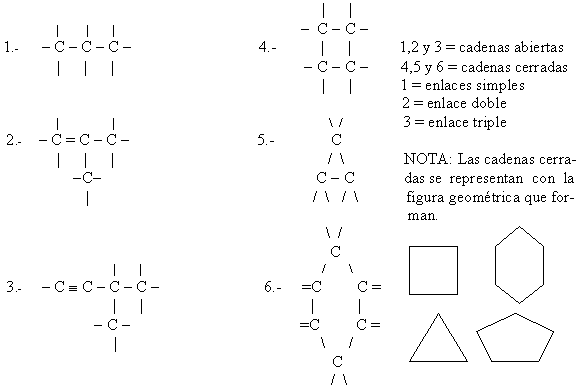 1.-
– C – C – C –
2.-
– C = C – C –
–C–
3.-
– C ≡ C – C – C –
– C –
4.-
– C – C –
– C – C –
5.-
C
C – C
6.-
C
=C C =
=C C =
C
1,2 y 3 = cadenas abiertas
4,5 y 6 = cadenas cerradas
1 = enlaces simples
2 = enlace doble
3 = enlace triple
NOTA: Las cadenas cerra-
das se representan con la
figura geométrica que for-
man.